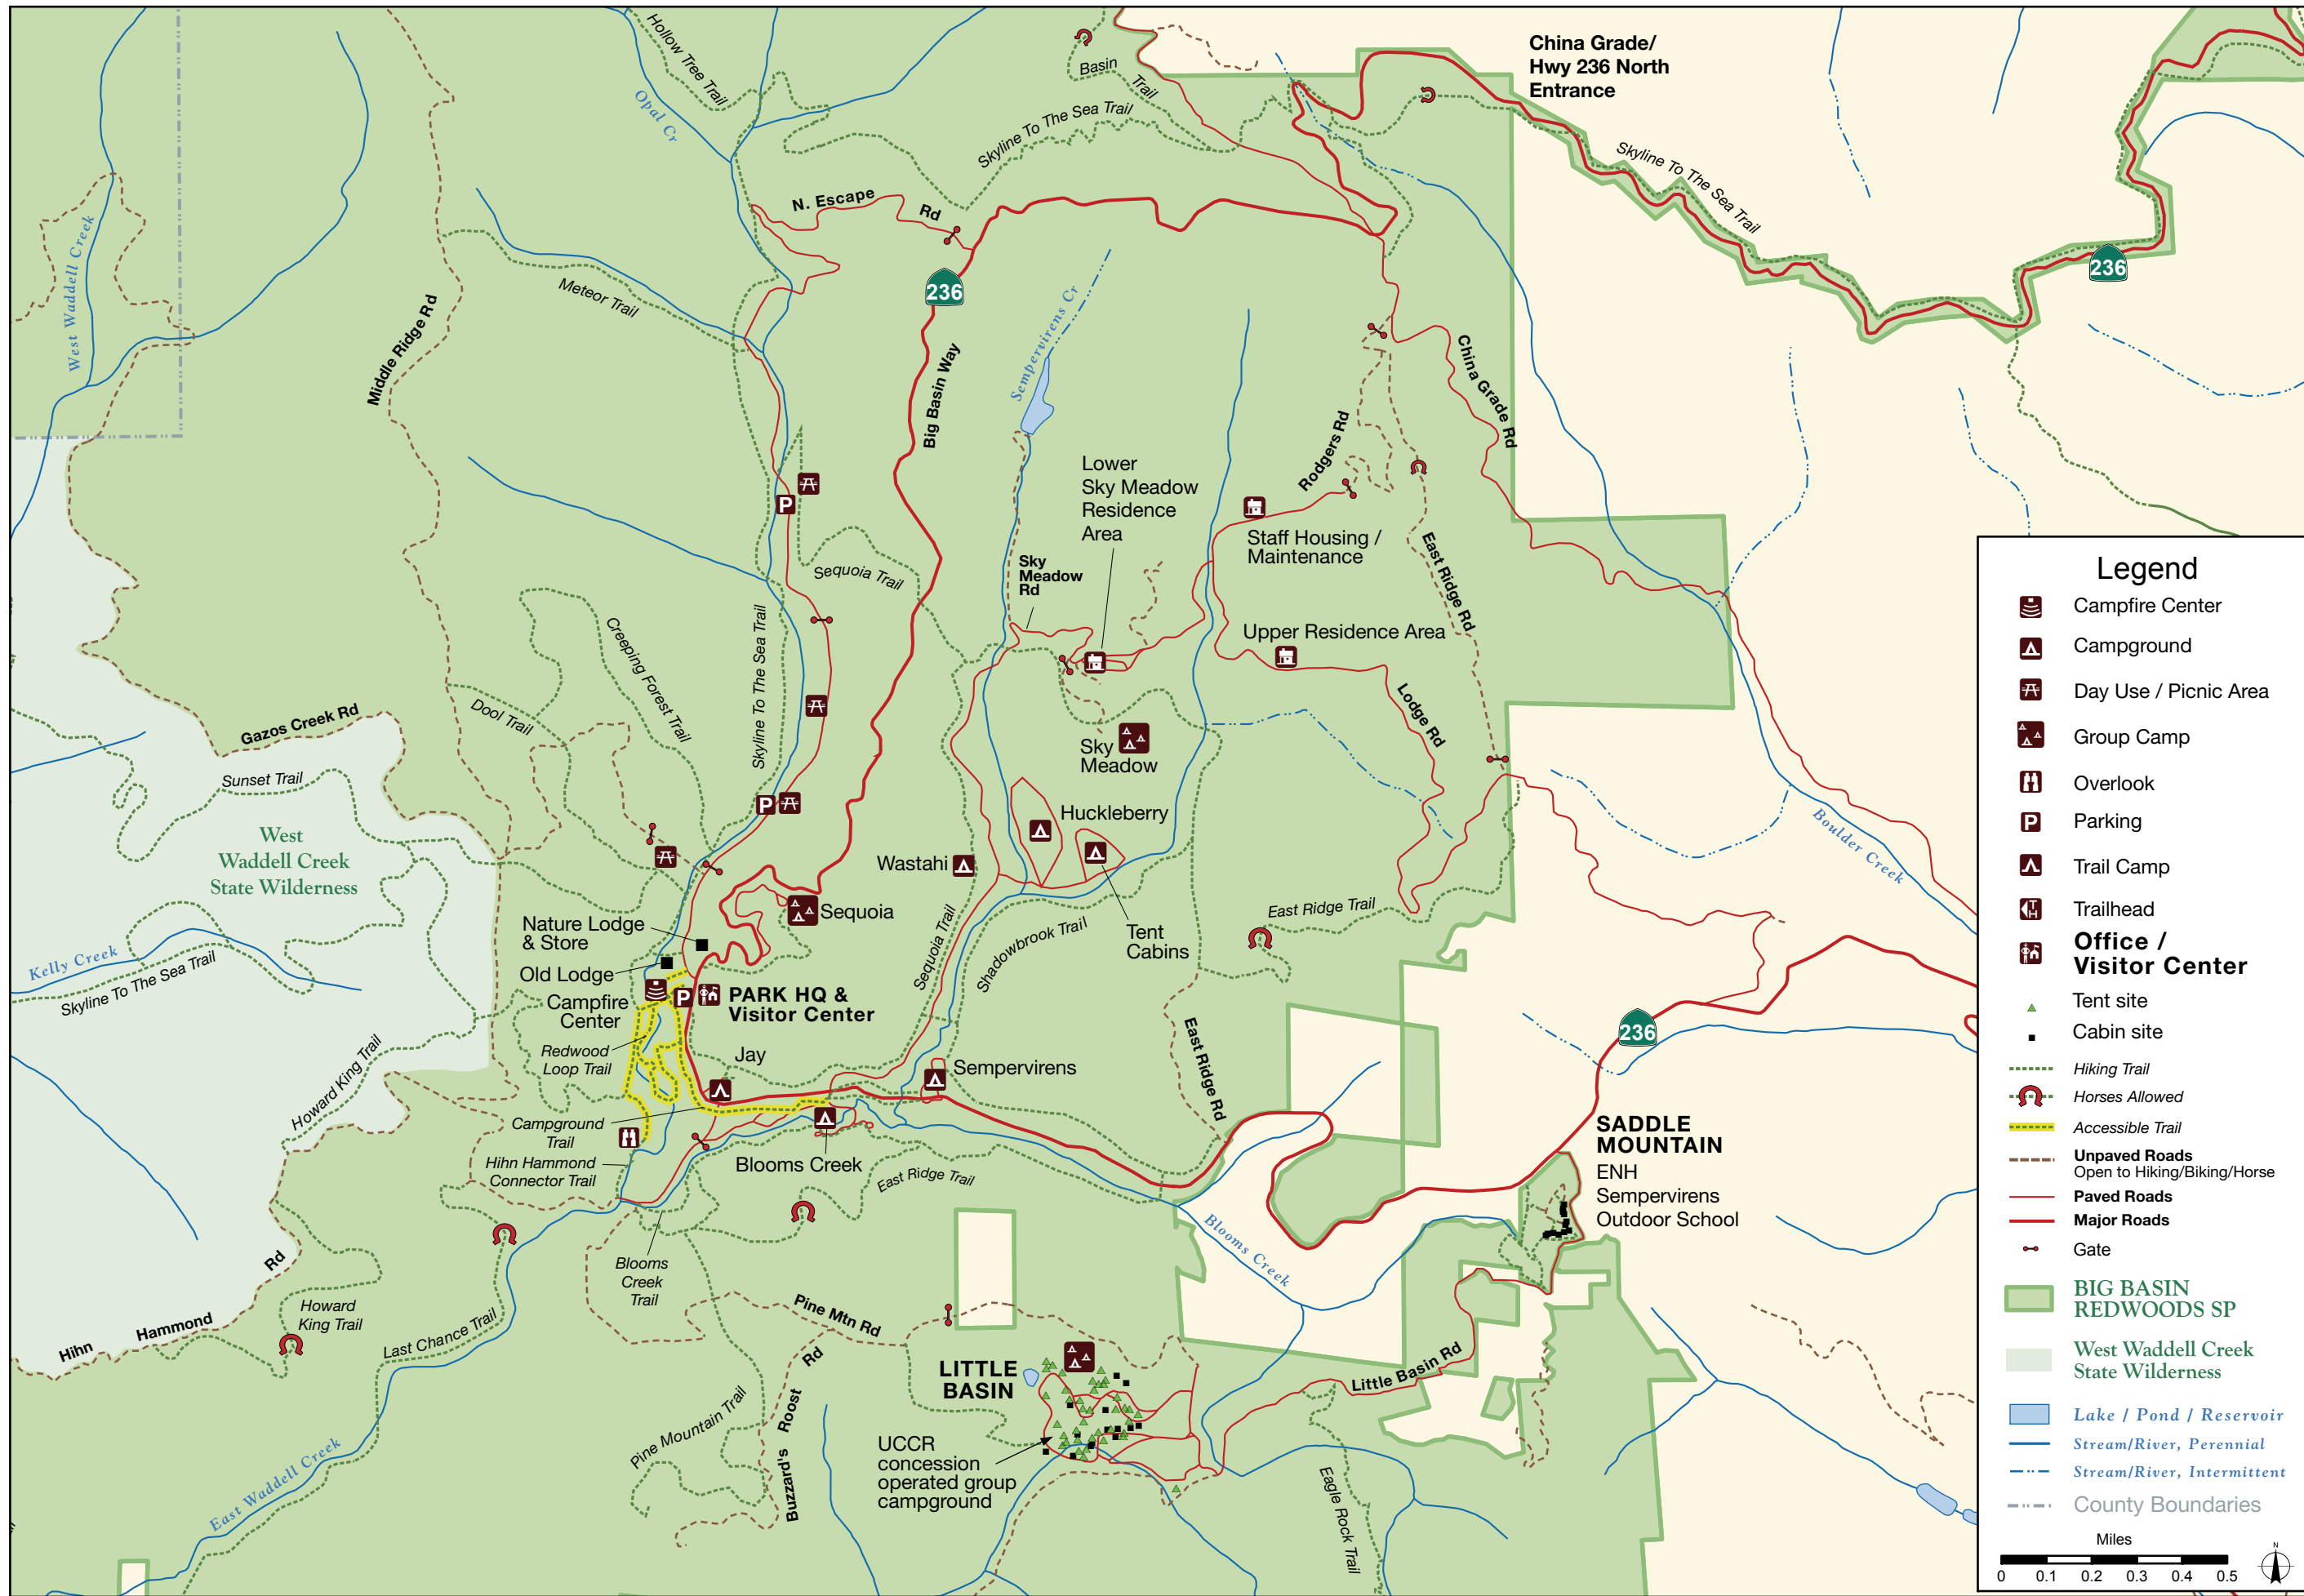 Hollow Tree Trail
Opal Cr
Basin
Trail
Skyline To The Sea Trail
China Grade/
Hwy 236 North
Entrance
Skyline To The Sea Trail
West Waddell Creek
N. Escape
Rd
236
236
Meteor Trail
Middle Ridge Rd
Big Basin Way
Sempervirens Cr
China Grade Rd
Rodgers Rd
Lower
Sky Meadow
Residence
Area
Staff Housing /
Maintenance
Sky
Meadow
Rd
East Ridge Rd
Upper Residence Area
Sequoia Trail
Skyline To The Sea Trail
Creeping Forest Trail
Dool Trail
Lodge Rd
Gazos Creek Rd
Sunset Trail
West
Waddell Creek
State Wilderness
Sky
Meadow
Huckleberry
Wastahi
P
P
Boulder Creek
Sequoia
Nature Lodge
& Store
Old Lodge
Campfire
Center
P
PARK HQ &
Visitor Center
Sequoia Trail
Shadowbrook Trail
Tent
Cabins
East Ridge Trail
Kelly Creek
Skyline To The Sea Trail
Redwood
Loop Trail
Jay
Sempervirens
East Ridge Rd
236
Howard King Trail
Campground
Trail
Hihn Hammond
Connector Trail
Blooms Creek
East Ridge Trail
SADDLE
MOUNTAIN
ENH
Sempervirens
Outdoor School
Blooms Creek
Blooms
Creek
Trail
Howard
King Trail
Hihn
Hammond
Rd
Last Chance Trail
Pine Mtn Rd
LITTLE
BASIN
Little Basin Rd
Buzzard's
Roost
Rd
Pine Mountain Trail
UCCR
concession
operated group
campground
Eagle Rock Trail
East Waddell Creek
Legend
Campfire Center
Campground
Day Use / Picnic Area
Group Camp
Overlook
P
Parking
Trail Camp
T
H
Trailhead
Office /
Visitor Center
Tent site
Cabin site
Hiking Trail
Horses Allowed
Accessible Trail
Unpaved Roads
Open to Hiking/Biking/Horse
Paved Roads
Major Roads
Gate
BIG BASIN
REDWOODS SP
West Waddell Creek
State Wilderness
Lake / Pond / Reservoir
Stream/River, Perennial
Stream/River, Intermittent
County Boundaries
Miles
N
0 0.1 0.2 0.3 0.4 0.5